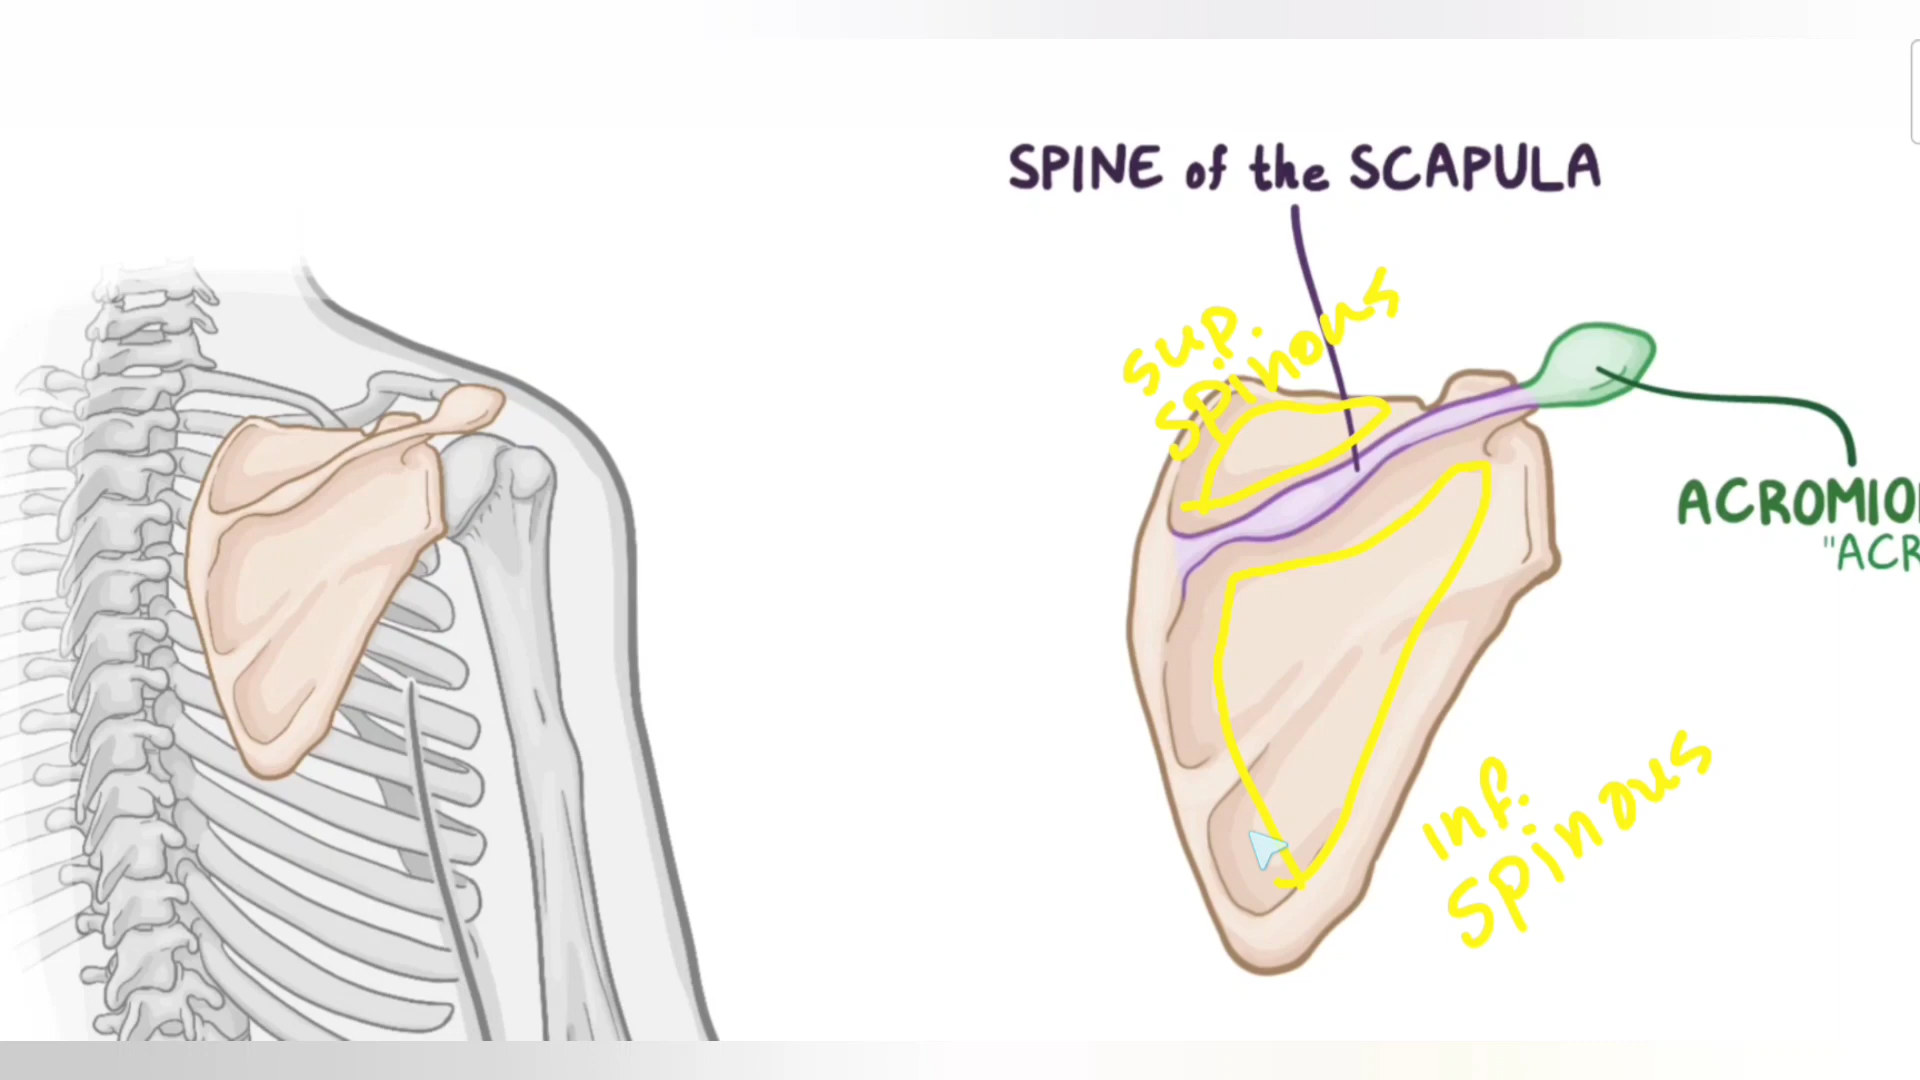 SPINE of the SCAPULA
sup.
spinous
ACROMIO
"ACR
inf.
spinous